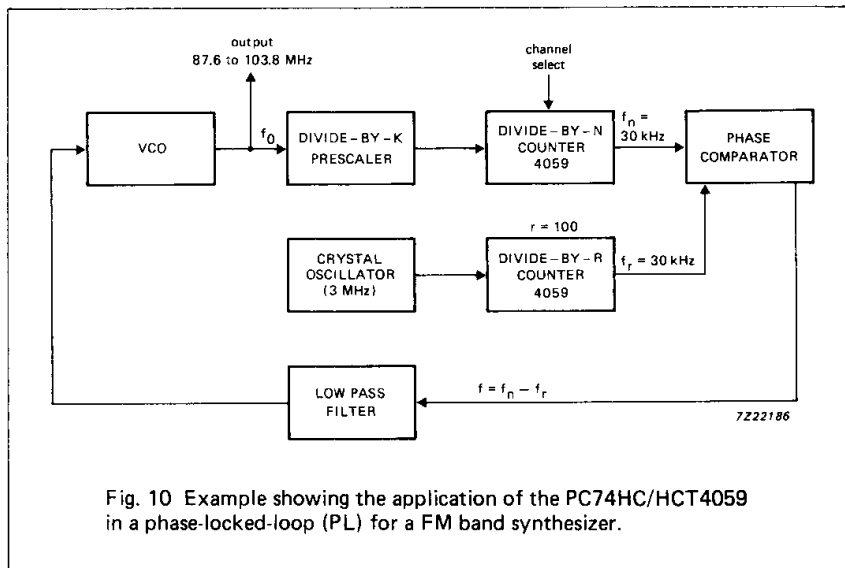 output
87.6 to 103.8 MHz
channel
select
VCO
f0
DIVIDE-BY-K
PRESCALER
DIVIDE-BY-N
COUNTER
4059
fn =
30 kHz
PHASE
COMPARATOR
r = 100
CRYSTAL
OSCILLATOR
(3 MHz)
DIVIDE-BY-R
COUNTER
4059
fr = 30 kHz
LOW PASS
FILTER
f = fn − fr
7Z22186
Fig. 10 Example showing the application of the PC74HC/HCT4059
in a phase-locked-loop (PL) for a FM band synthesizer.